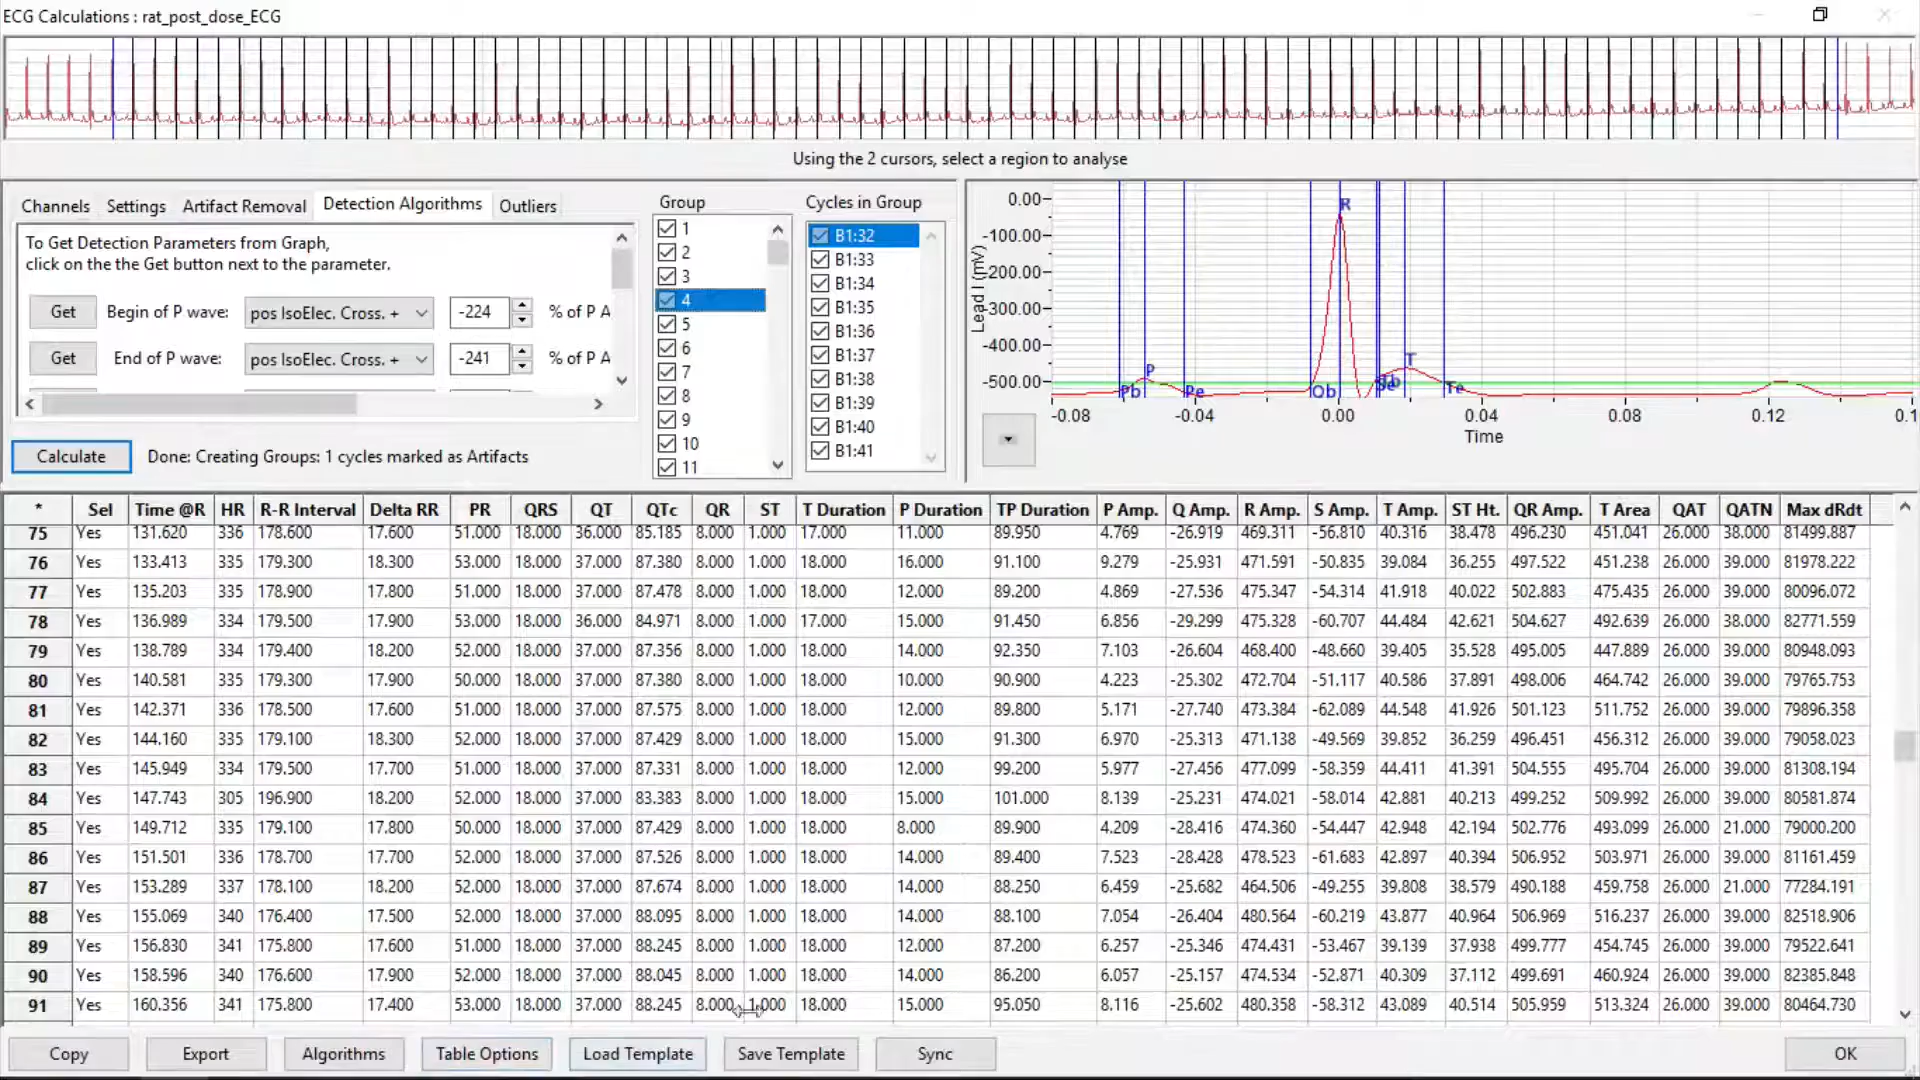 ECG Calculations : rat_post_dose_ECG
Using the 2 cursors, select a region to analyse
Channels Settings Artifact Removal Detection Algorithms Outliers
To Get Detection Parameters from Graph,
click on the the Get button next to the parameter.
Get Begin of P wave: pos IsoElec. Cross. + -224 % of P A
Get End of P wave: pos IsoElec. Cross. + -241 % of P A
Calculate Done: Creating Groups: 1 cycles marked as Artifacts
Group
1
2
3
4
5
6
7
8
9
10
11
Cycles in Group
B1:32
B1:33
B1:34
B1:35
B1:36
B1:37
B1:38
B1:39
B1:40
B1:41
Lead I (mV)
0.00
-100.00
-200.00
-300.00
-400.00
-500.00
R
P
T
Pb Pe Qb Te
-0.08 -0.04 0.00 0.04 0.08 0.12 0.1
Time
* Sel Time @R HR R-R Interval Delta RR PR QRS QT QTc QR ST T Duration P Duration TP Duration P Amp. Q Amp. R Amp. S Amp. T Amp. ST Ht. QR Amp. T Area QAT QATN Max dRdt
75 Yes 131.620 336 178.600 17.600 51.000 18.000 36.000 85.185 8.000 1.000 17.000 11.000 89.950 4.769 -26.919 469.311 -56.810 40.316 38.478 496.230 451.041 26.000 38.000 81499.887
76 Yes 133.413 335 179.300 18.300 53.000 18.000 37.000 87.380 8.000 1.000 18.000 16.000 91.100 9.279 -25.931 471.591 -50.835 39.084 36.255 497.522 451.238 26.000 39.000 81978.222
77 Yes 135.203 335 178.900 17.800 51.000 18.000 37.000 87.478 8.000 1.000 18.000 12.000 89.200 4.869 -27.536 475.347 -54.314 41.918 40.022 502.883 475.435 26.000 39.000 80096.072
78 Yes 136.989 334 179.500 17.900 53.000 18.000 36.000 84.971 8.000 1.000 17.000 15.000 91.450 6.856 -29.299 475.328 -60.707 44.484 42.621 504.627 492.639 26.000 38.000 82771.559
79 Yes 138.789 334 179.400 18.200 52.000 18.000 37.000 87.356 8.000 1.000 18.000 14.000 92.350 7.103 -26.604 468.400 -48.660 39.405 35.528 495.005 447.889 26.000 39.000 80948.093
80 Yes 140.581 335 179.300 17.900 50.000 18.000 37.000 87.380 8.000 1.000 18.000 10.000 90.900 4.223 -25.302 472.704 -51.117 40.586 37.891 498.006 464.742 26.000 39.000 79765.753
81 Yes 142.371 336 178.500 17.600 51.000 18.000 37.000 87.575 8.000 1.000 18.000 12.000 89.800 5.171 -27.740 473.384 -62.089 44.548 41.926 501.123 511.752 26.000 39.000 79896.358
82 Yes 144.160 335 179.100 18.300 52.000 18.000 37.000 87.429 8.000 1.000 18.000 15.000 91.300 6.970 -25.313 471.138 -49.569 39.852 36.259 496.451 456.312 26.000 39.000 79058.023
83 Yes 145.949 334 179.500 17.700 51.000 18.000 37.000 87.331 8.000 1.000 18.000 12.000 99.200 5.977 -27.456 477.099 -58.359 44.411 41.391 504.555 495.704 26.000 39.000 81308.194
84 Yes 147.743 305 196.900 18.200 52.000 18.000 37.000 83.383 8.000 1.000 18.000 15.000 101.000 8.139 -25.231 474.021 -58.014 42.881 40.213 499.252 509.992 26.000 39.000 80581.874
85 Yes 149.712 335 179.100 17.800 50.000 18.000 37.000 87.429 8.000 1.000 18.000 8.000 89.900 4.209 -28.416 474.360 -54.447 42.948 42.194 502.776 493.099 26.000 21.000 79000.200
86 Yes 151.501 336 178.700 17.700 52.000 18.000 37.000 87.526 8.000 1.000 18.000 14.000 89.400 7.523 -28.428 478.523 -61.683 42.897 40.394 506.952 503.971 26.000 39.000 81161.459
87 Yes 153.289 337 178.100 18.200 52.000 18.000 37.000 87.674 8.000 1.000 18.000 14.000 88.250 6.459 -25.682 464.506 -49.255 39.808 38.579 490.188 459.758 26.000 21.000 77284.191
88 Yes 155.069 340 176.400 17.500 52.000 18.000 37.000 88.095 8.000 1.000 18.000 14.000 88.100 7.054 -26.404 480.564 -60.219 43.877 40.964 506.969 516.237 26.000 39.000 82518.906
89 Yes 156.830 341 175.800 17.600 51.000 18.000 37.000 88.245 8.000 1.000 18.000 12.000 87.200 6.257 -25.346 474.431 -53.467 39.139 37.938 499.777 454.745 26.000 39.000 79522.641
90 Yes 158.596 340 176.600 17.900 52.000 18.000 37.000 88.045 8.000 1.000 18.000 14.000 86.200 6.057 -25.157 474.534 -52.871 40.309 37.112 499.691 460.924 26.000 39.000 82385.848
91 Yes 160.356 341 175.800 17.400 53.000 18.000 37.000 88.245 8.000 1.000 18.000 15.000 95.050 8.116 -25.602 480.358 -58.312 43.089 40.514 505.959 513.324 26.000 39.000 80464.730
Copy Export Algorithms Table Options Load Template Save Template Sync OK